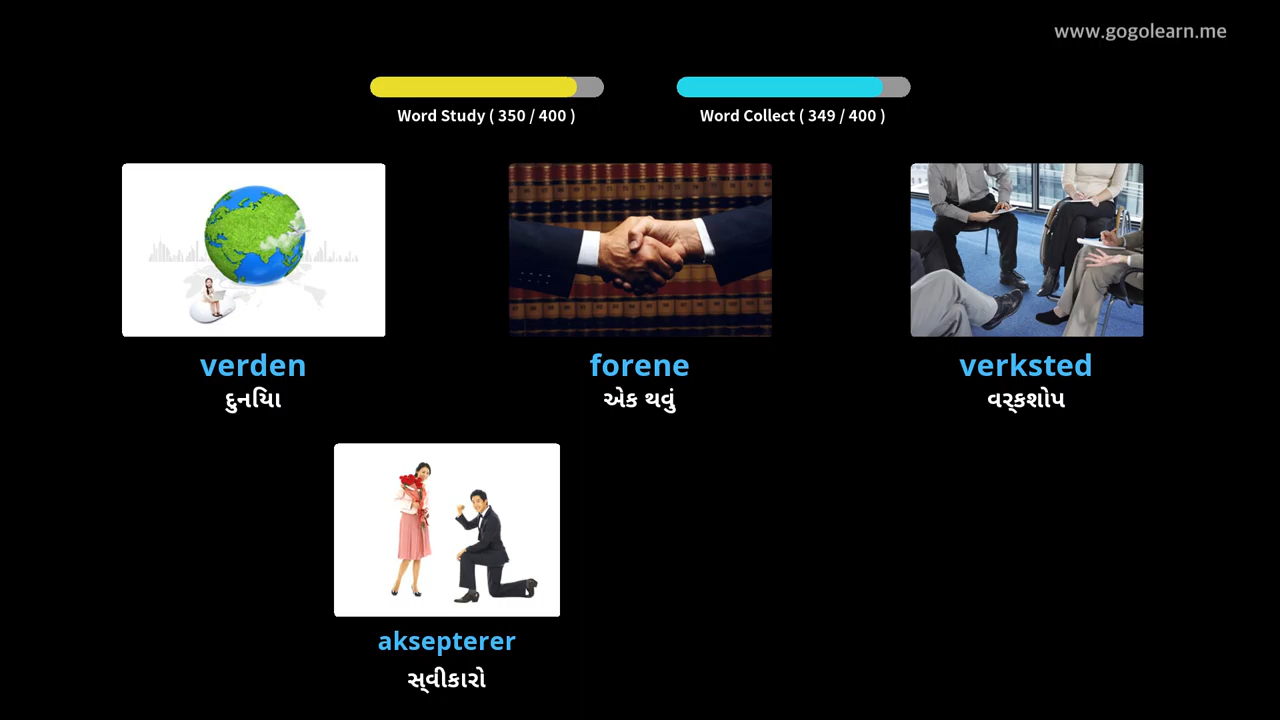 www.gogolearn.me
Word Study ( 350 / 400 )
Word Collect ( 349 / 400 )
verden
દુનિયા
forene
એક થવું
verksted
વર્કશોપ
aksepterer
સ્વીકારો